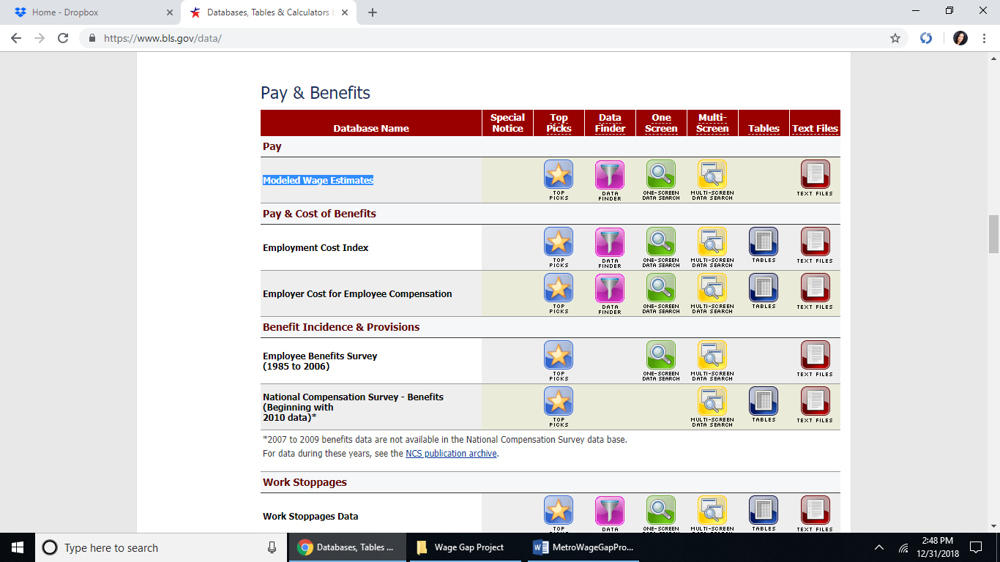 Home - Dropbox
Databases, Tables & Calculators b
https://www.bls.gov/data/
Pay & Benefits
Database Name
Special Notice
Top Picks
Data Finder
One Screen
Multi-Screen
Tables
Text Files
Pay
Modeled Wage Estimates
TOP PICKS
DATA FINDER
ONE-SCREEN DATA SEARCH
MULTI-SCREEN DATA SEARCH
TEXT FILES
Pay & Cost of Benefits
Employment Cost Index
TOP PICKS
DATA FINDER
ONE-SCREEN DATA SEARCH
MULTI-SCREEN DATA SEARCH
TABLES
TEXT FILES
Employer Cost for Employee Compensation
TOP PICKS
DATA FINDER
ONE-SCREEN DATA SEARCH
MULTI-SCREEN DATA SEARCH
TABLES
TEXT FILES
Benefit Incidence & Provisions
Employee Benefits Survey
(1985 to 2006)
TOP PICKS
ONE-SCREEN DATA SEARCH
MULTI-SCREEN DATA SEARCH
TEXT FILES
National Compensation Survey - Benefits
(Beginning with
2010 data)*
TOP PICKS
MULTI-SCREEN DATA SEARCH
TABLES
TEXT FILES
*2007 to 2009 benefits data are not available in the National Compensation Survey data base.
For data during these years, see the NCS publication archive.
Work Stoppages
Work Stoppages Data
TOP
DATA
ONE-SCREEN
MULTI-SCREEN
TABLES
TEXT FILES
Type here to search
Databases, Tables ...
Wage Gap Project
MetroWageGapPro...
2:48 PM
12/31/2018